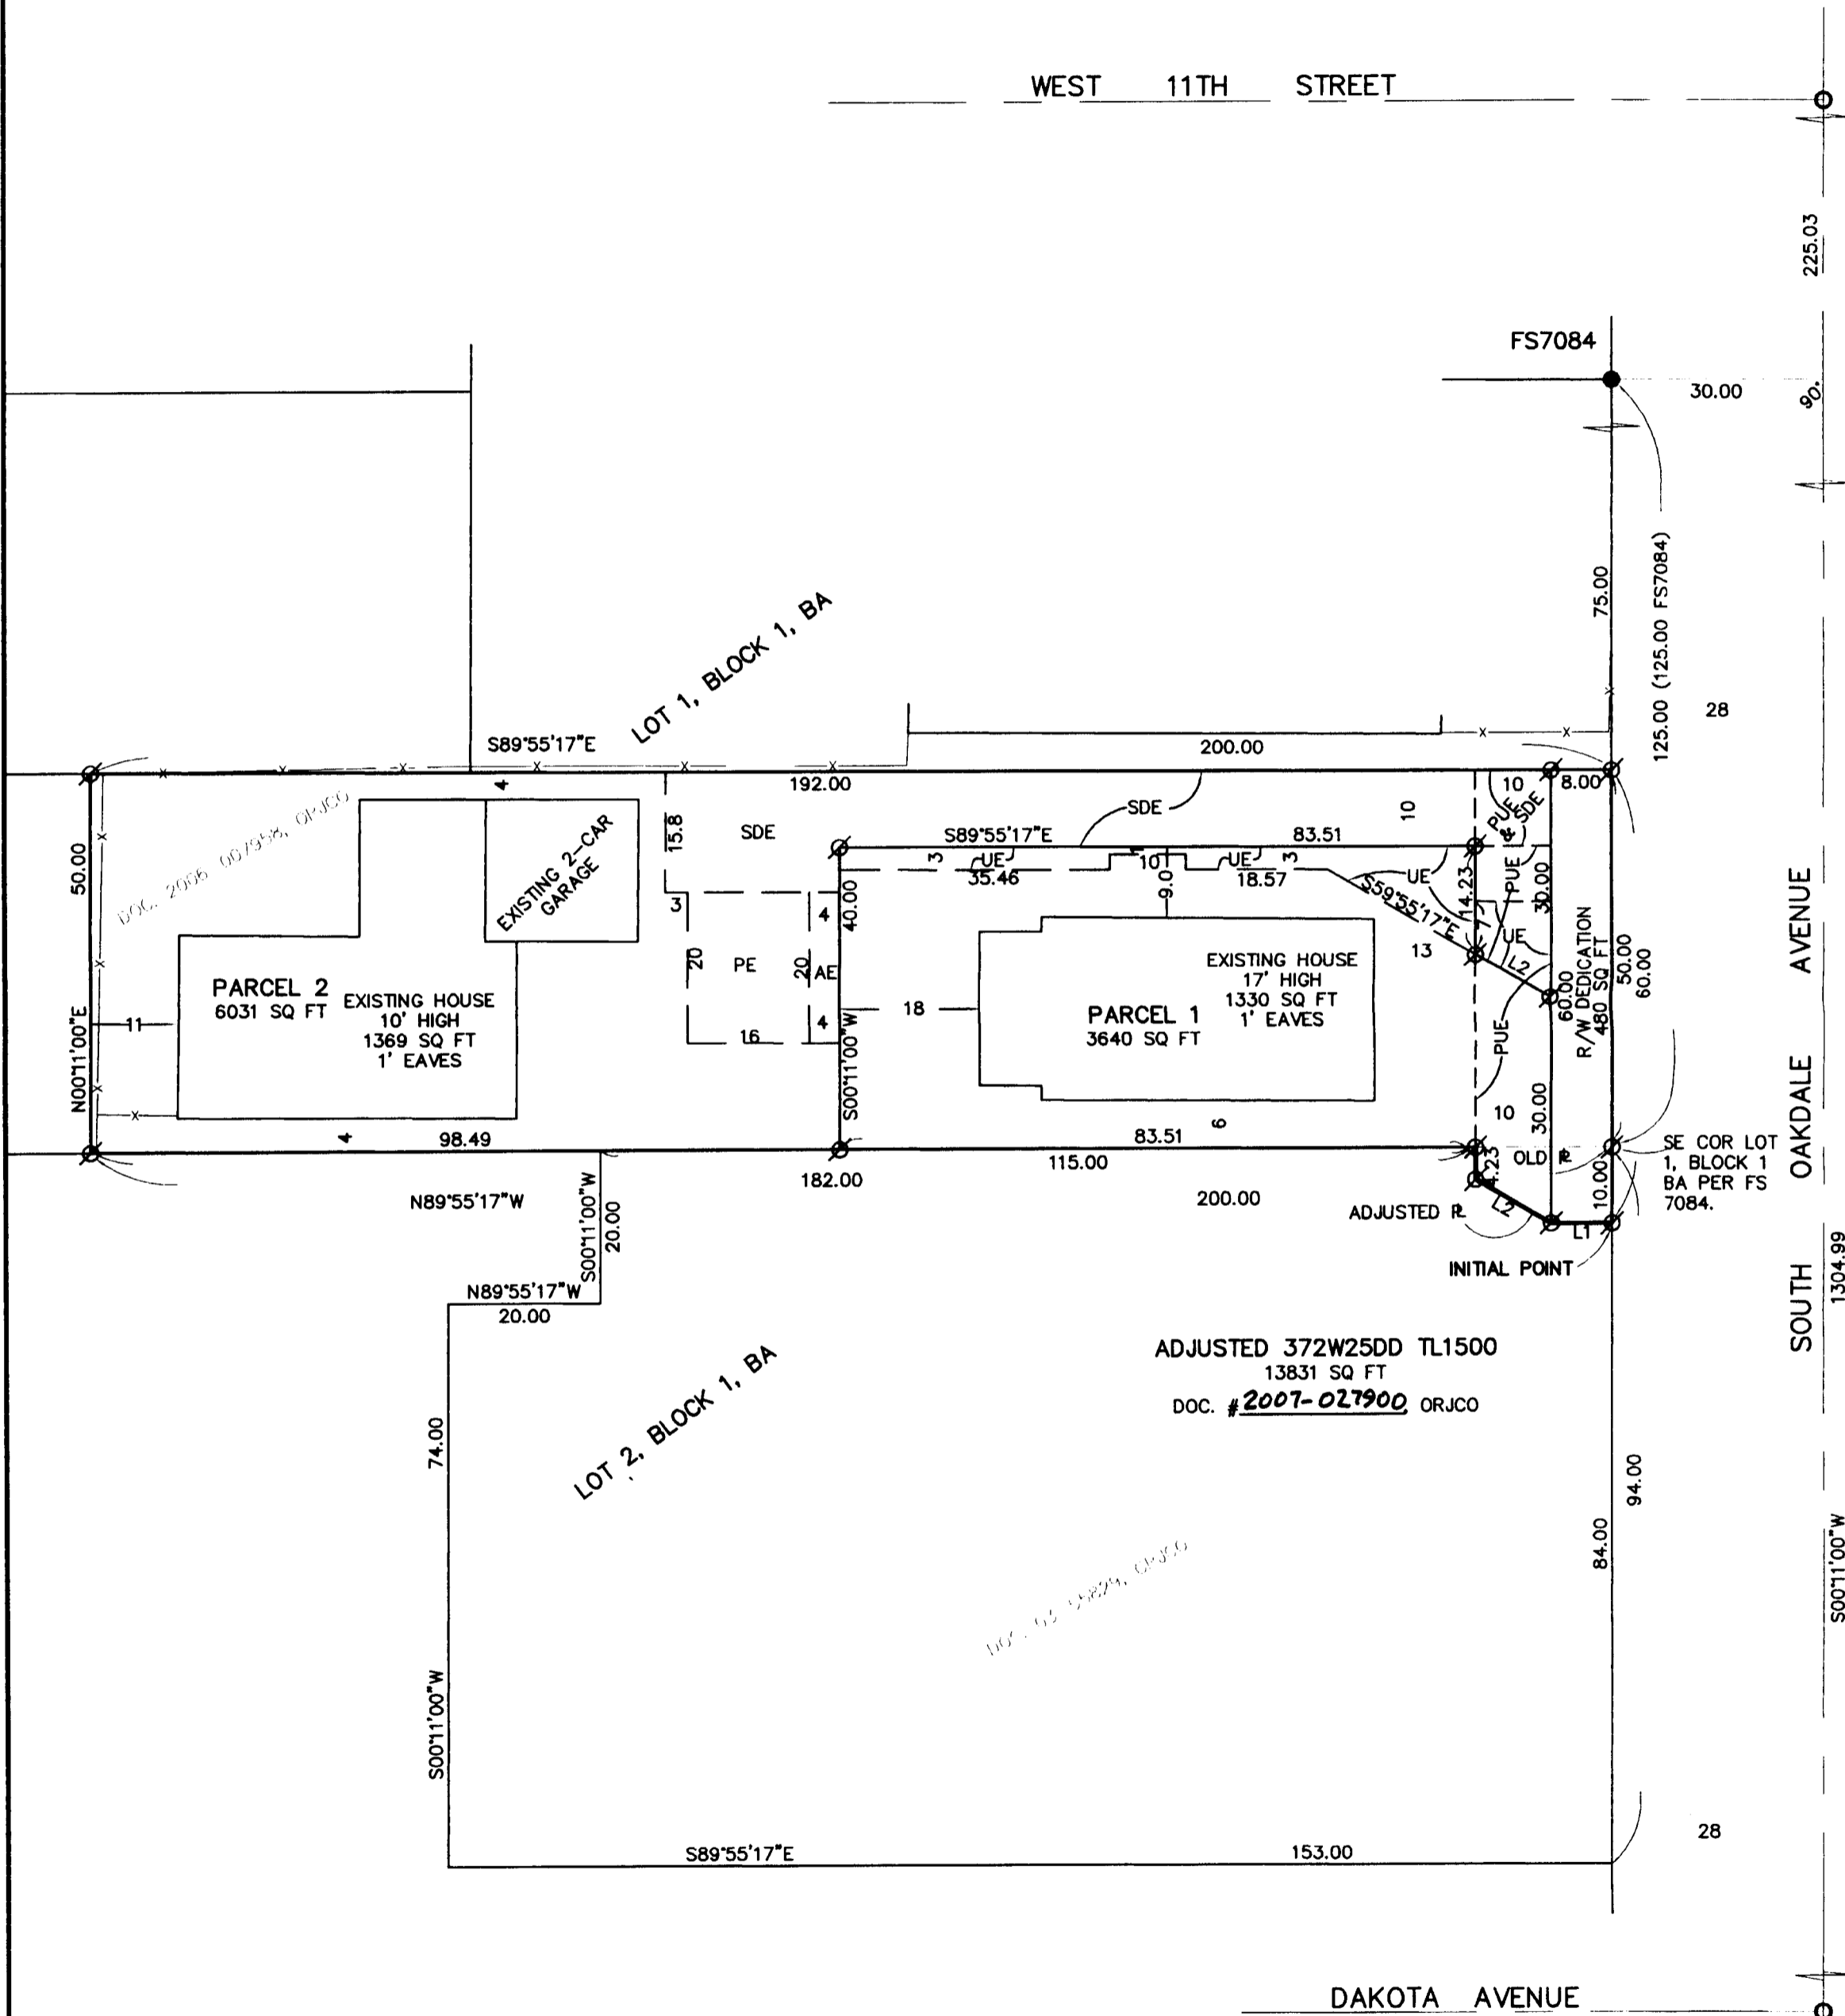 WEST 11TH STREET
225.03
FS7084
30.00
90.
75.00
125.00 (125.00 FS7084)
28
LOT 1, BLOCK 1, BA
S89°55'17"E
200.00
192.00
8.00
10
PUE & SDE
SDE
SDE
10
S89°55'17"E
83.51
15.8
4
50.00
EXISTING 2-CAR
GARAGE
3
UE
35.46
10
9.0
UE
3
18.57
UE
S59°55'17"E
14.23
PUE
30.00
3
4
40.00
20
PE
20
AE
4
16
UE
L2
13
50.00
60.00
60.00
R/W DEDICATION
480 SQ FT
PARCEL 2
6031 SQ FT
EXISTING HOUSE
10' HIGH
1369 SQ FT
1' EAVES
11
N00°11'00"E
18
S00°11'00"W
PARCEL 1
3640 SQ FT
EXISTING HOUSE
17' HIGH
1330 SQ FT
1' EAVES
PUE
10
30.00
6
4
98.49
83.51
115.00
182.00
200.00
N89°55'17"W
OLD PL
4.23
10.00
L2
L1
ADJUSTED PL
INITIAL POINT
SE COR LOT
1, BLOCK 1
BA PER FS
7084.
SOUTH OAKDALE AVENUE
1304.99
S00°11'00"W
S00°11'00"W
20.00
N89°55'17"W
20.00
ADJUSTED 372W25DD TL1500
13831 SQ FT
DOC. #2007-027900 ORJCO
LOT 2, BLOCK 1, BA
74.00
S00°11'00"W
94.00
84.00
S89°55'17"E
153.00
28
DAKOTA AVENUE